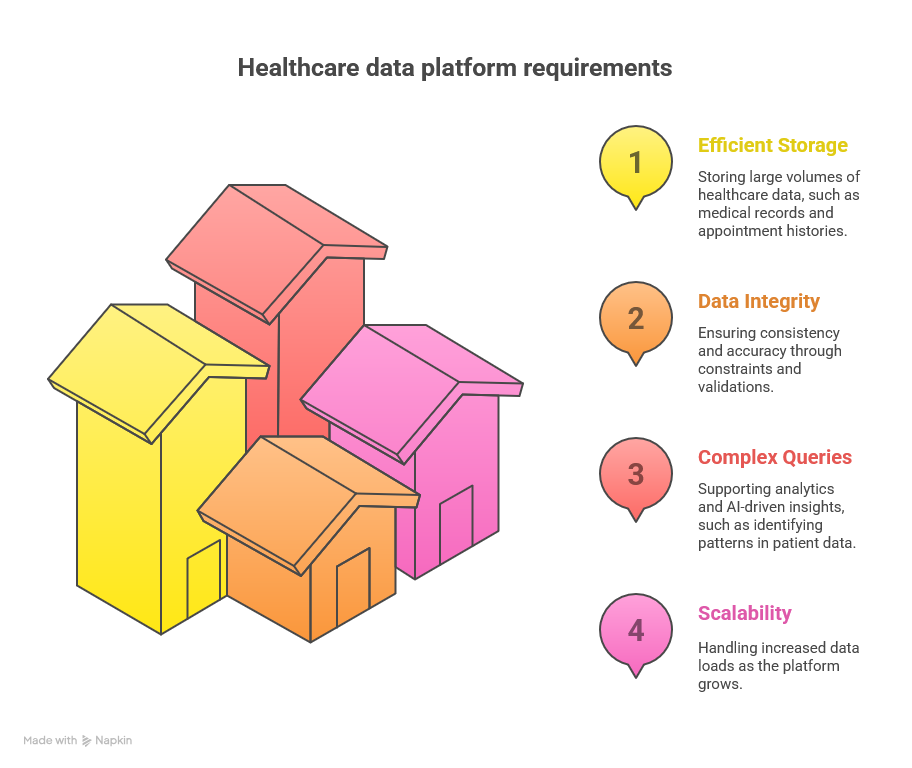 Healthcare data platform requirements
1
Efficient Storage
Storing large volumes of
healthcare data, such as
medical records and
appointment histories.
2
Data Integrity
Ensuring consistency
and accuracy through
constraints and
validations.
3
Complex Queries
Supporting analytics
and AI-driven insights,
such as identifying
patterns in patient data.
4
Scalability
Handling increased data
loads as the platform
grows.
Made with Napkin